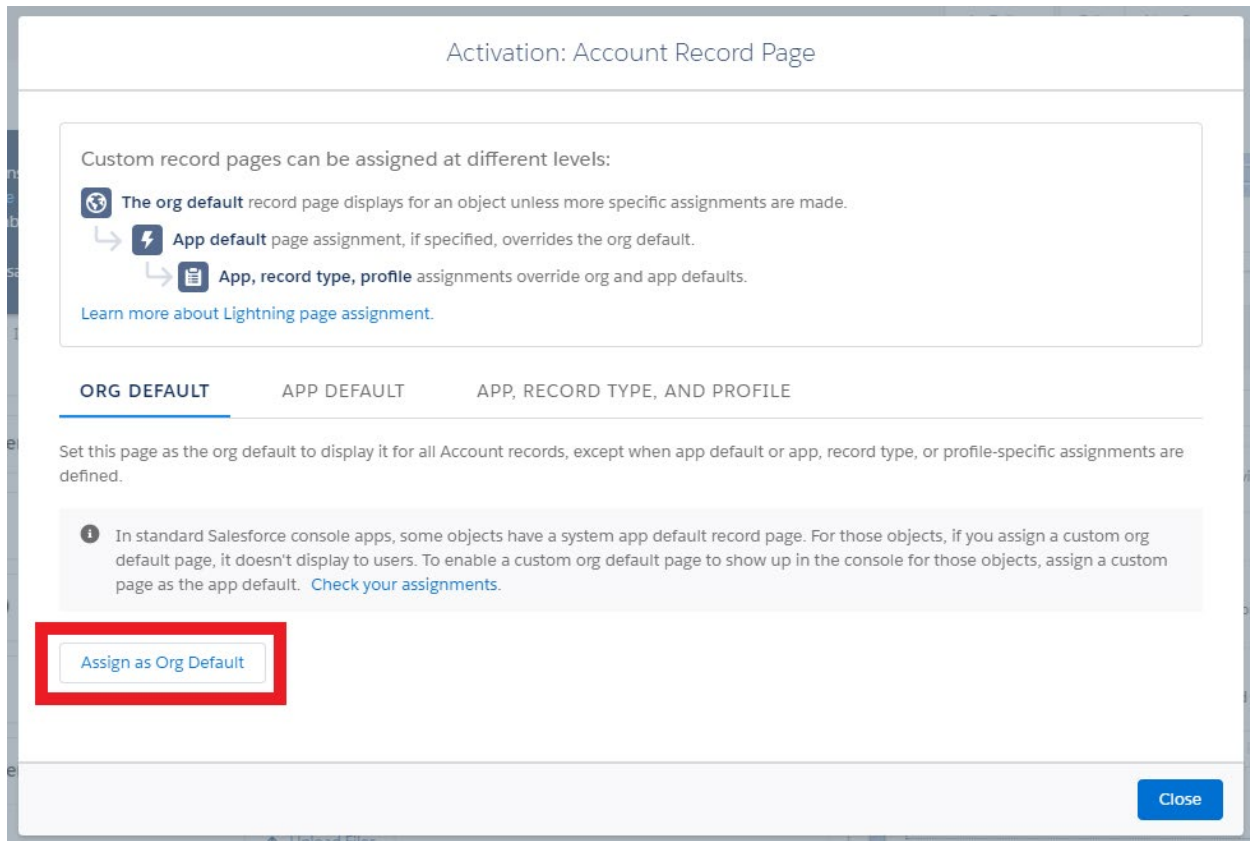 Activation: Account Record Page
Custom record pages can be assigned at different levels:
The org default record page displays for an object unless more specific assignments are made.
App default page assignment, if specified, overrides the org default.
App, record type, profile assignments override org and app defaults.
Learn more about Lightning page assignment.
ORG DEFAULT APP DEFAULT APP, RECORD TYPE, AND PROFILE
Set this page as the org default to display it for all Account records, except when app default or app, record type, or profile-specific assignments are
defined.
In standard Salesforce console apps, some objects have a system app default record page. For those objects, if you assign a custom org
default page, it doesn't display to users. To enable a custom org default page to show up in the console for those objects, assign a custom
page as the app default. Check your assignments.
Assign as Org Default
Close
Upload Files